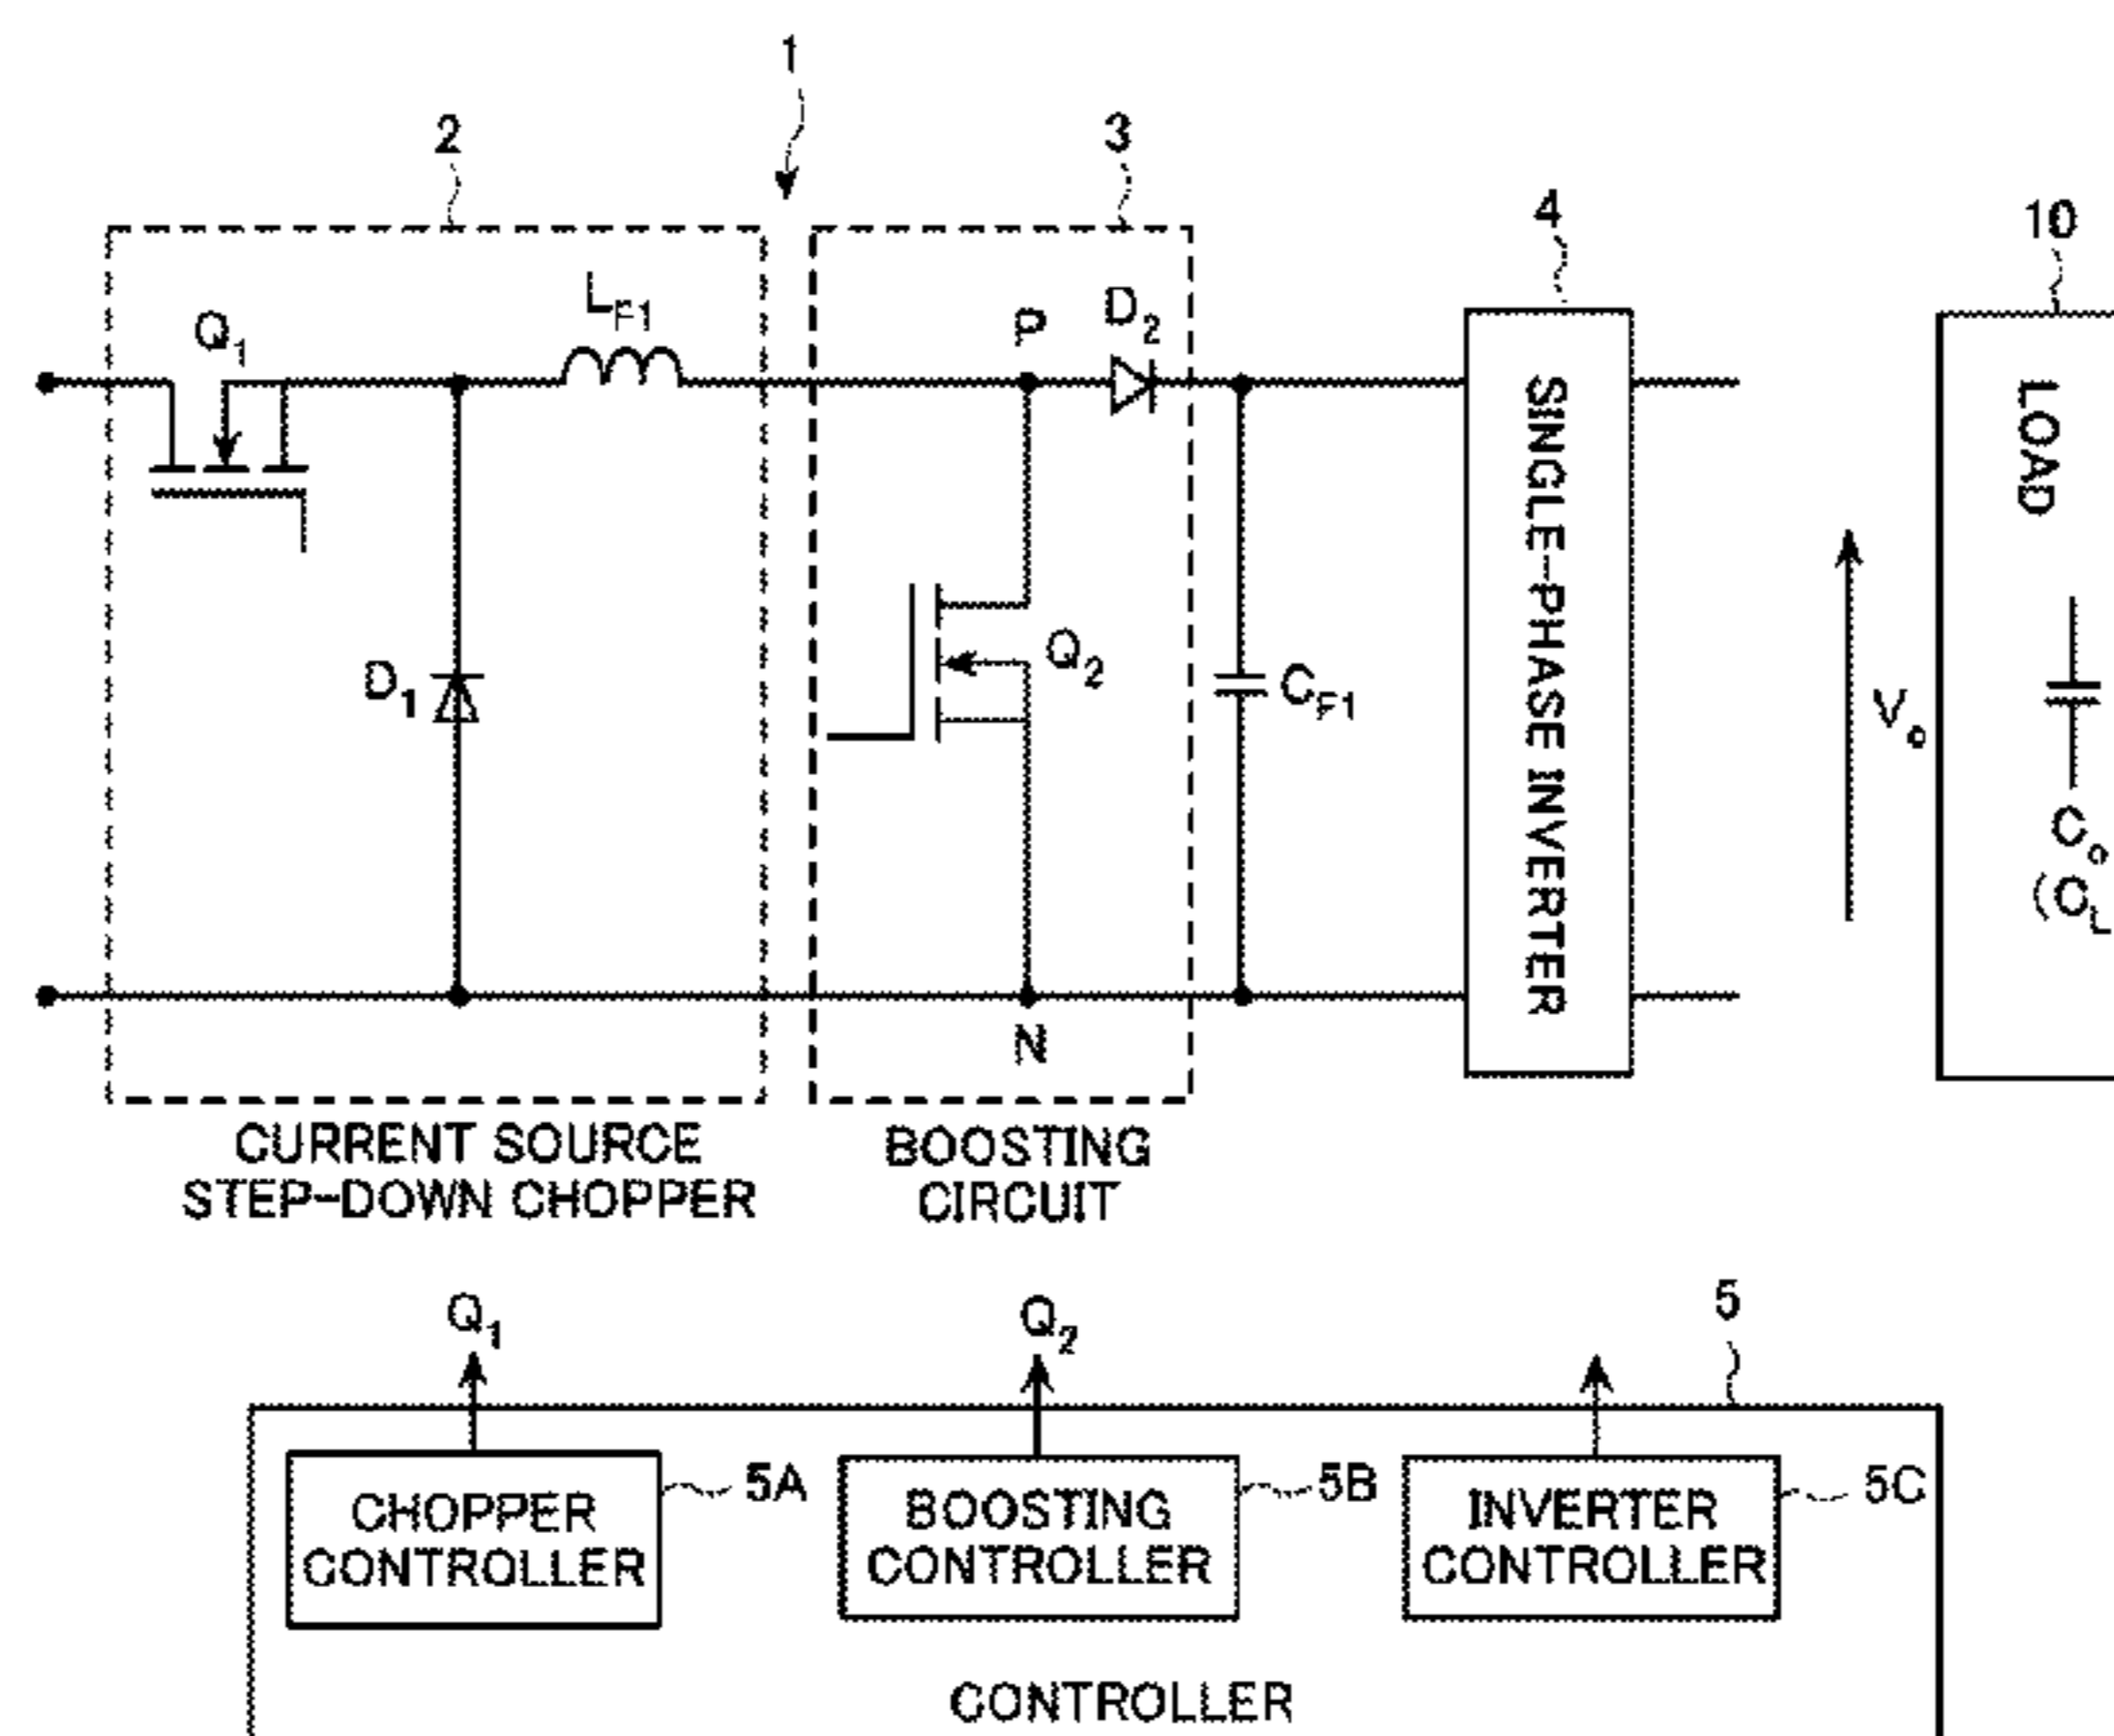 1
2
3
4
10
Q1
LF1
P
D2
D1
Q2
CF1
SINGLE-PHASE INVERTER
Vo
LOAD
Co
(CL
N
CURRENT SOURCE
STEP-DOWN CHOPPER
BOOSTING
CIRCUIT
Q1
Q2
5
CHOPPER
CONTROLLER
5A
BOOSTING
CONTROLLER
5B
INVERTER
CONTROLLER
5C
CONTROLLER